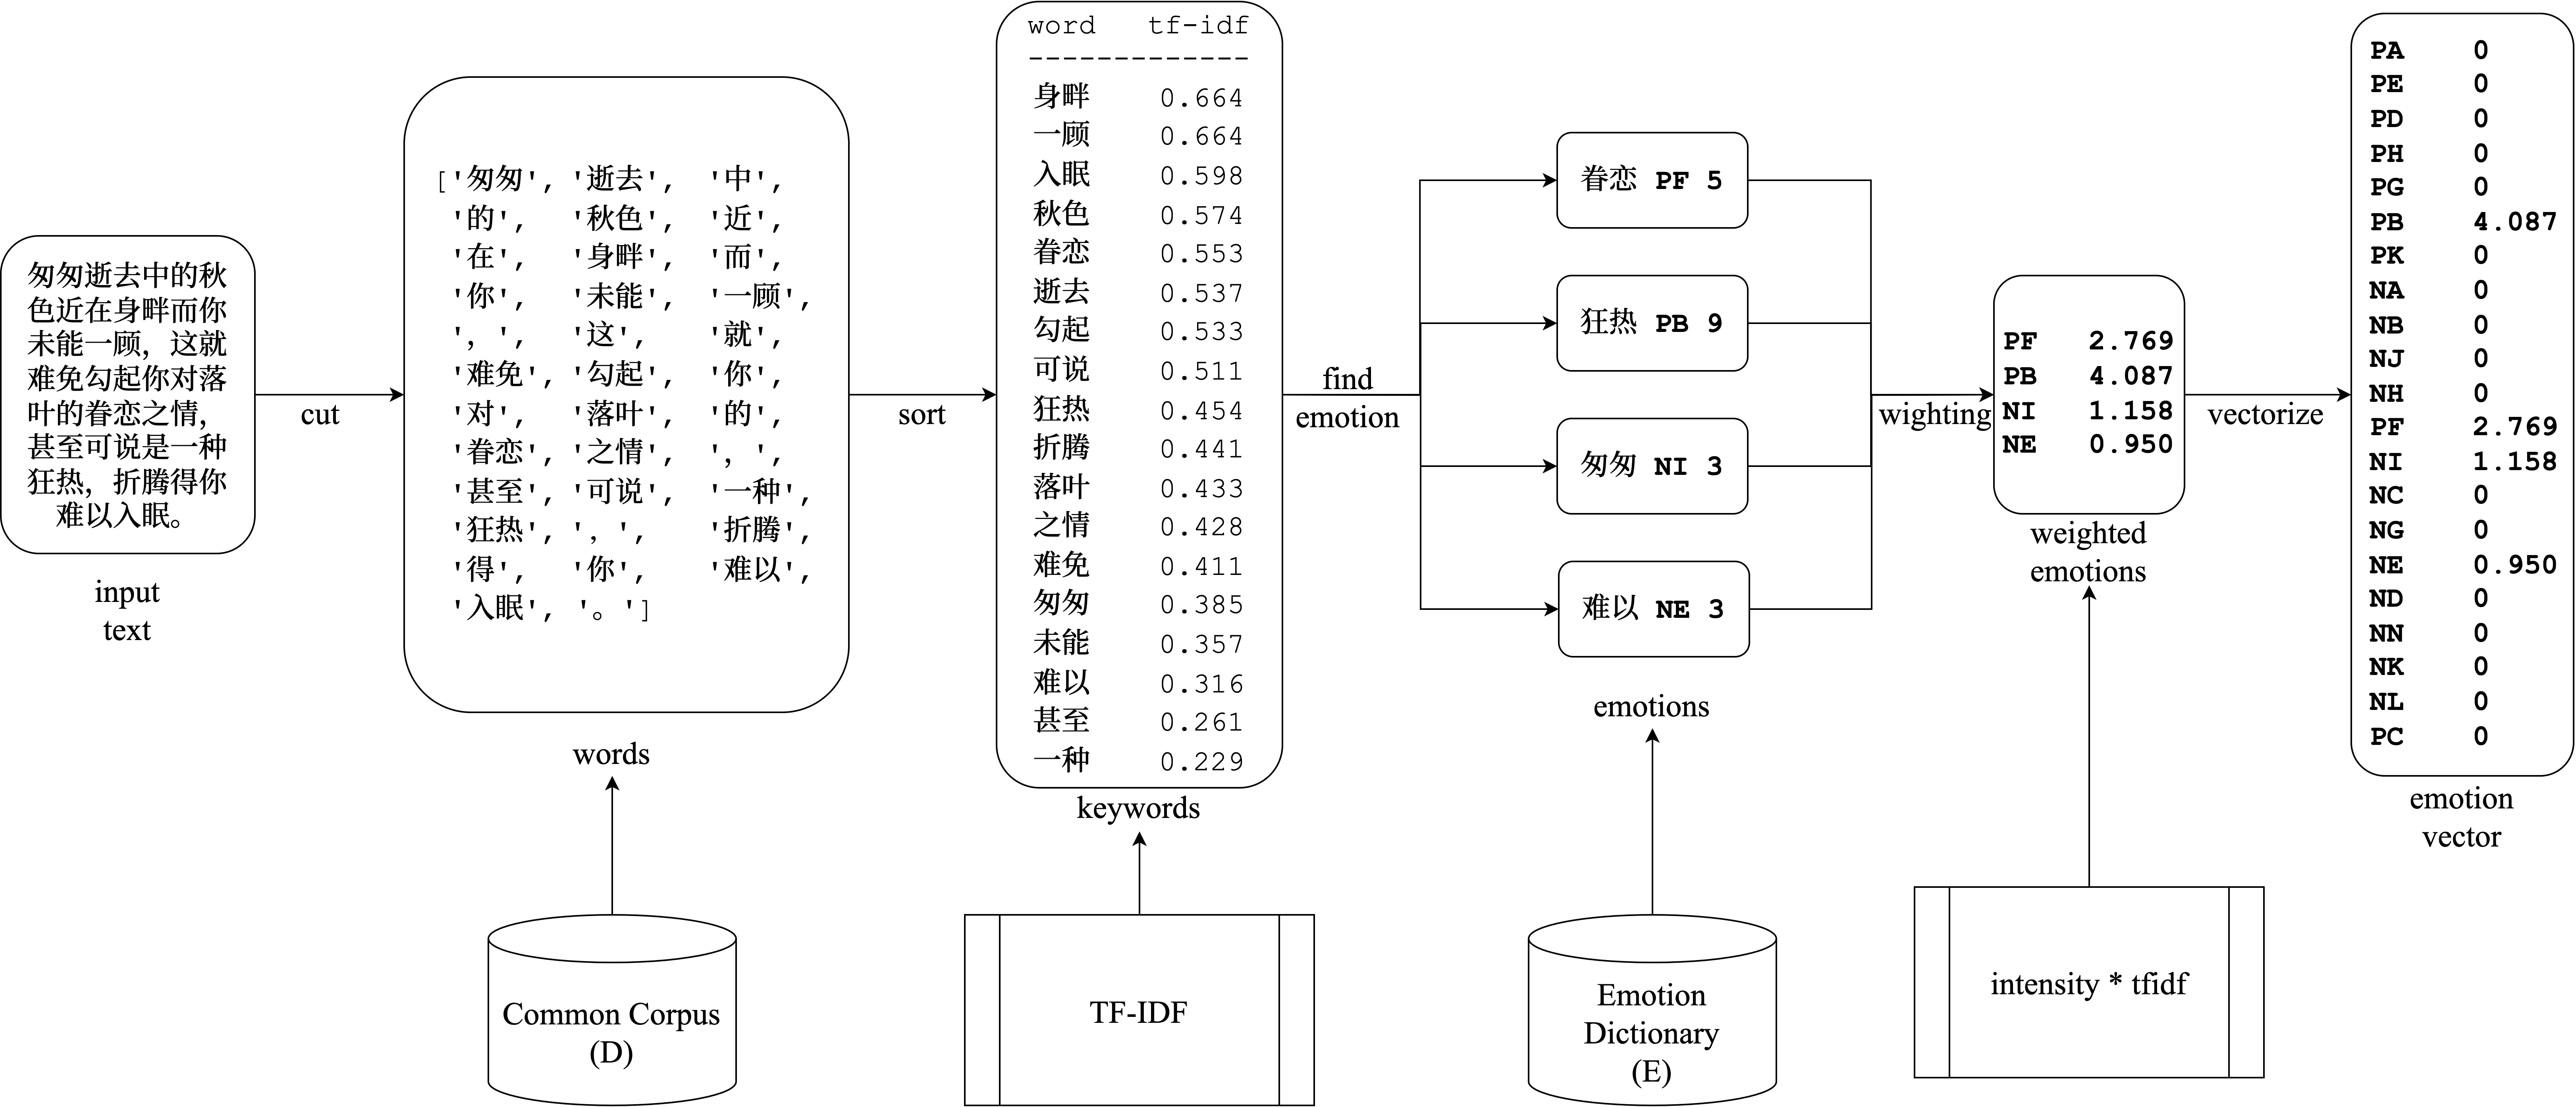 匆匆逝去中的秋
色近在身畔而你
未能一顾，这就
难免勾起你对落
叶的眷恋之情，
甚至可说是一种
狂热，折腾得你
难以入眠。
input
text
cut
['匆匆', '逝去', '中',
'的', '秋色', '近',
'在', '身畔', '而',
'你', '未能', '一顾',
'，', '这', '就',
'难免', '勾起', '你',
'对', '落叶', '的',
'眷恋', '之情', '，',
'甚至', '可说', '一种',
'狂热', '，', '折腾',
'得', '你', '难以',
'入眠', '。']
words
Common Corpus
(D)
sort
word tf-idf
-------------
身畔 0.664
一顾 0.664
入眠 0.598
秋色 0.574
眷恋 0.553
逝去 0.537
勾起 0.533
可说 0.511
狂热 0.454
折腾 0.441
落叶 0.433
之情 0.428
难免 0.411
匆匆 0.385
未能 0.357
难以 0.316
甚至 0.261
一种 0.229
keywords
TF-IDF
find
emotion
眷恋 PF 5
狂热 PB 9
匆匆 NI 3
难以 NE 3
emotions
Emotion
Dictionary
(E)
wighting
PF 2.769
PB 4.087
NI 1.158
NE 0.950
weighted
emotions
intensity * tfidf
vectorize
PA 0
PE 0
PD 0
PH 0
PG 0
PB 4.087
PK 0
NA 0
NB 0
NJ 0
NH 0
PF 2.769
NI 1.158
NC 0
NG 0
NE 0.950
ND 0
NN 0
NK 0
NL 0
PC 0
emotion
vector